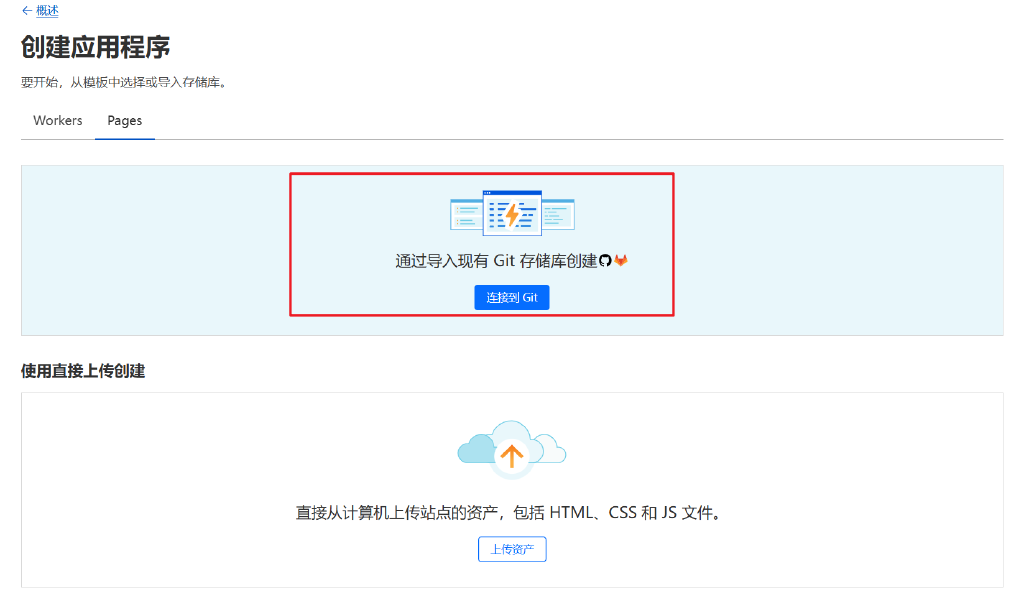 ← 概述
创建应用程序
要开始，从模板中选择或导入存储库。
Workers Pages
通过导入现有 Git 存储库创建
连接到 Git
使用直接上传创建
直接从计算机上传站点的资产，包括 HTML、CSS 和 JS 文件。
上传资产